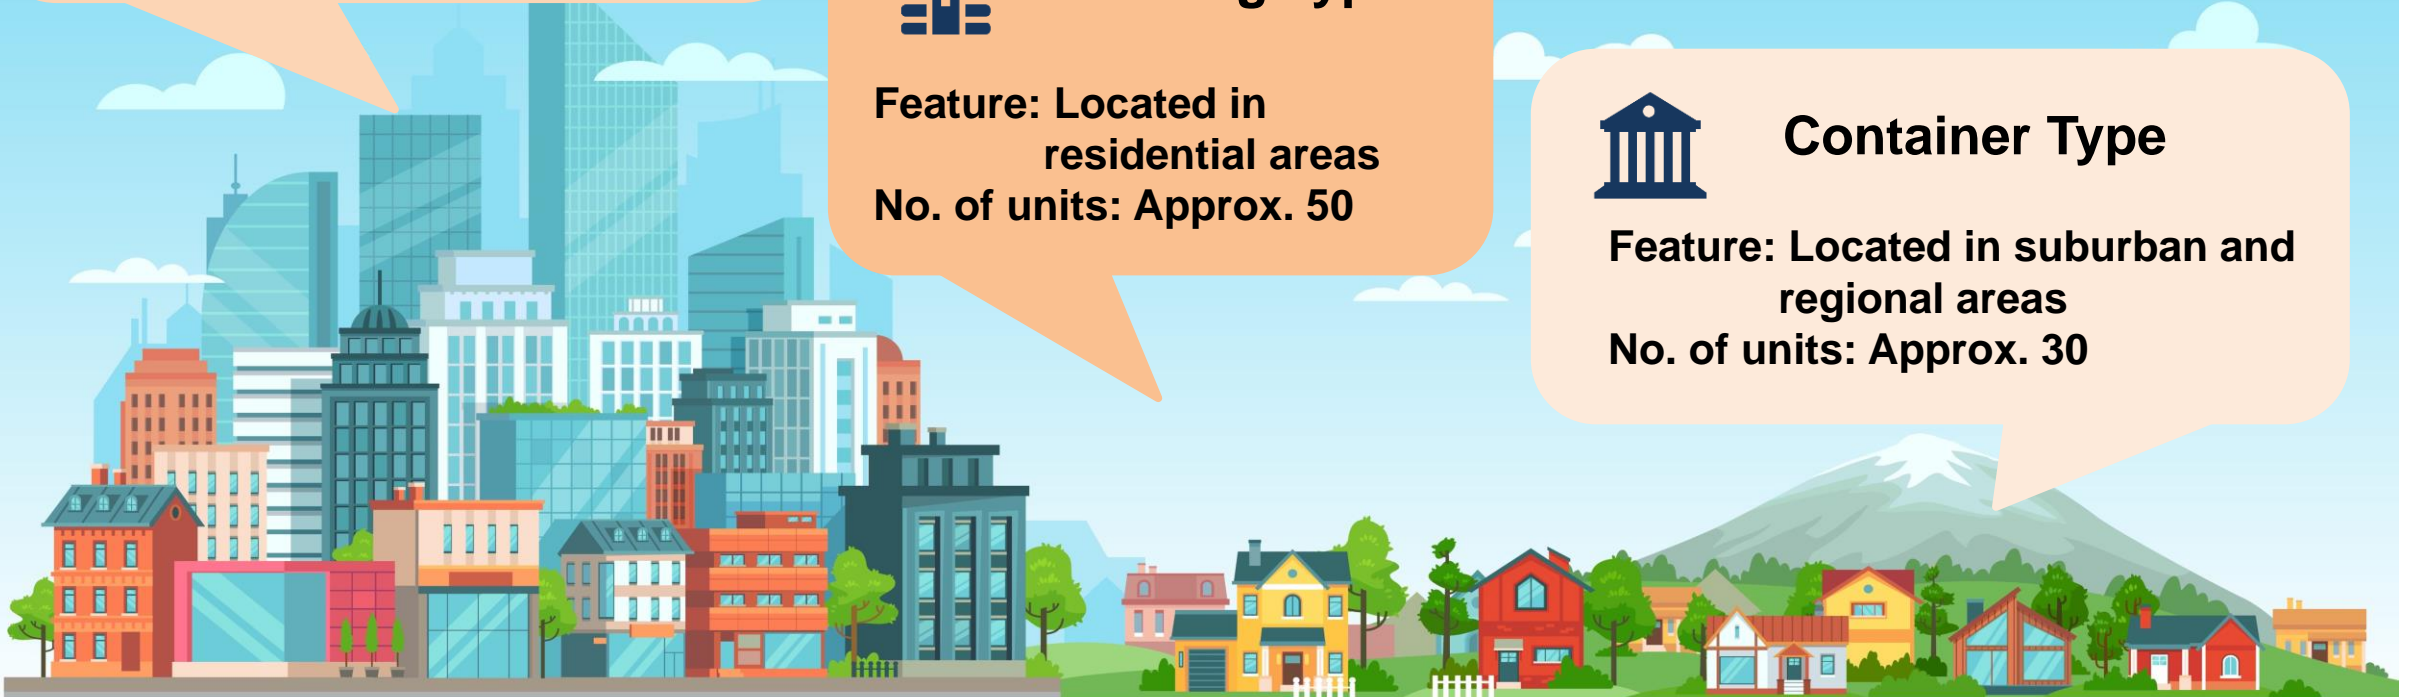 Feature: Located in
residential areas
No. of units: Approx. 50
Container Type
Feature: Located in suburban and
regional areas
No. of units: Approx. 30